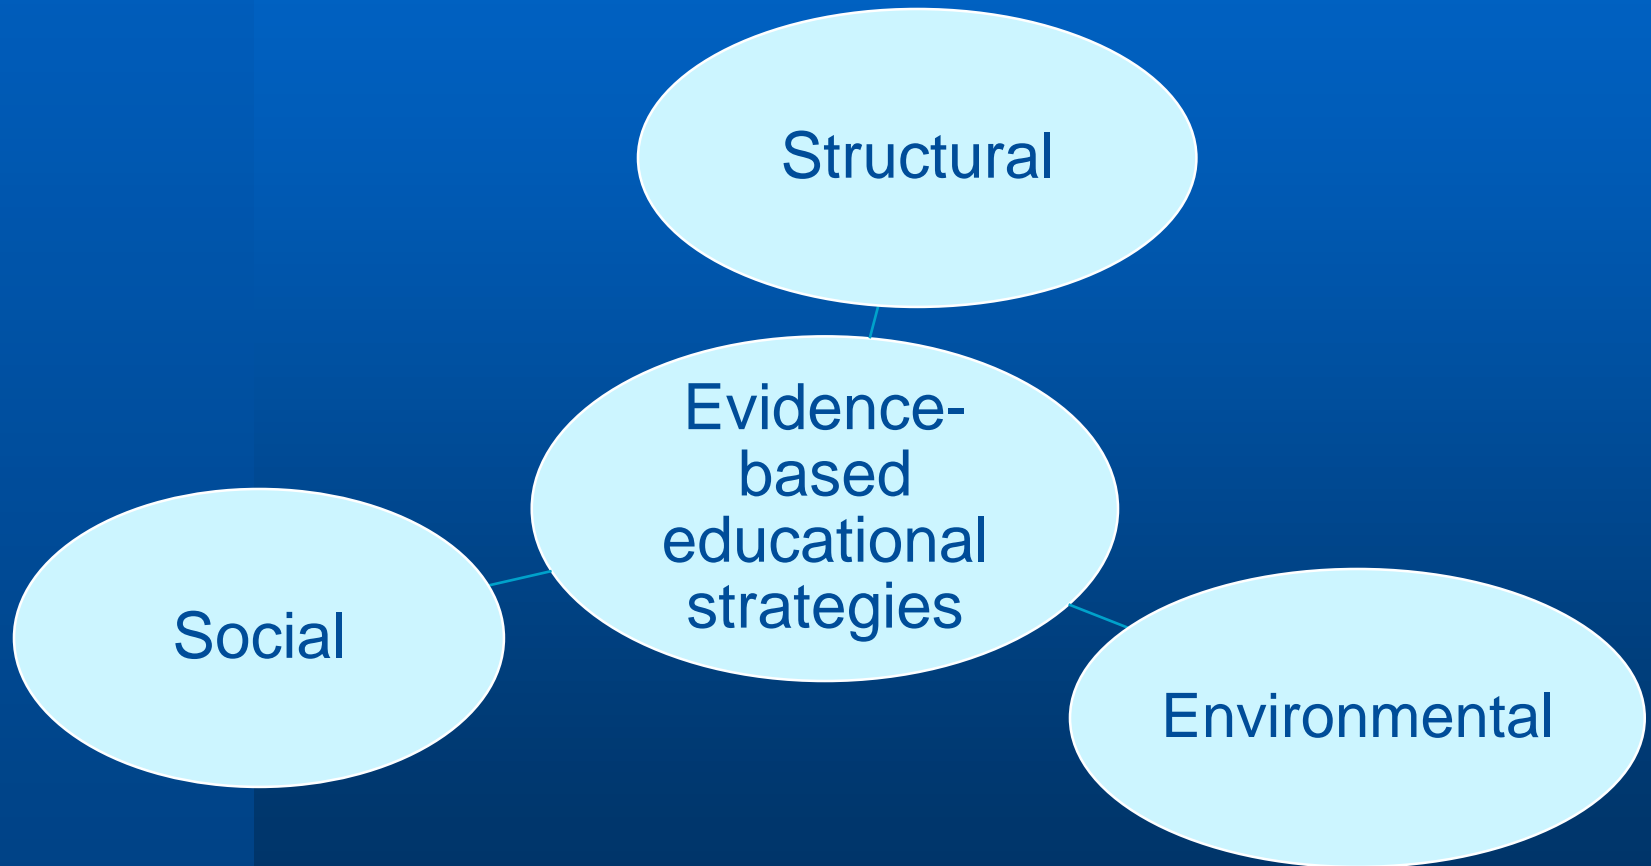 Structural
Evidence-
based
educational
strategies
Social
Environmental